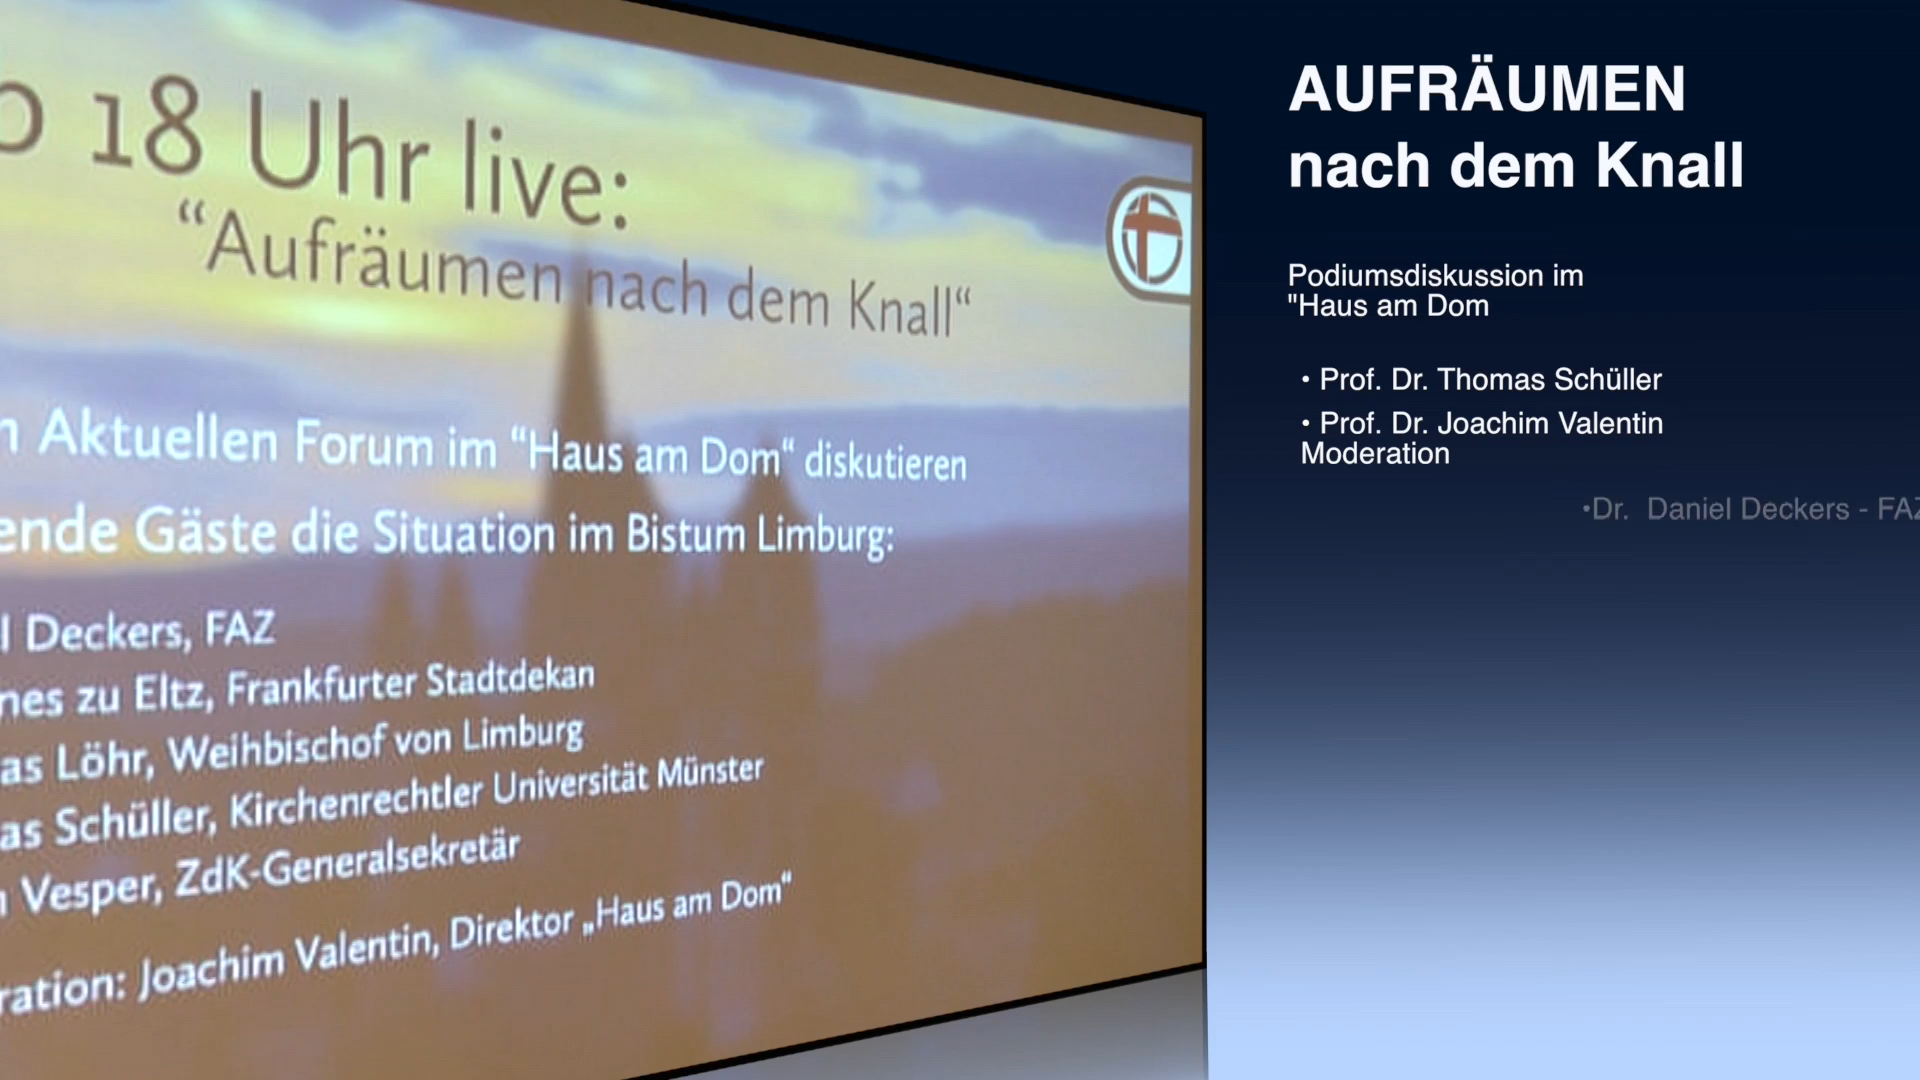 18 Uhr live:
“Aufräumen nach dem Knall“
Aktuellen Forum im “Haus am Dom“ diskutieren
ende Gäste die Situation im Bistum Limburg:
l Deckers, FAZ
nes zu Eltz, Frankfurter Stadtdekan
as Löhr, Weihbischof von Limburg
as Schüller, Kirchenrechtler Universität Münster
Vesper, ZdK-Generalsekretär
ration: Joachim Valentin, Direktor „Haus am Dom“
AUFRÄUMEN
nach dem Knall
Podiumsdiskussion im
"Haus am Dom
• Prof. Dr. Thomas Schüller
• Prof. Dr. Joachim Valentin
Moderation
•Dr. Daniel Deckers - FAZ